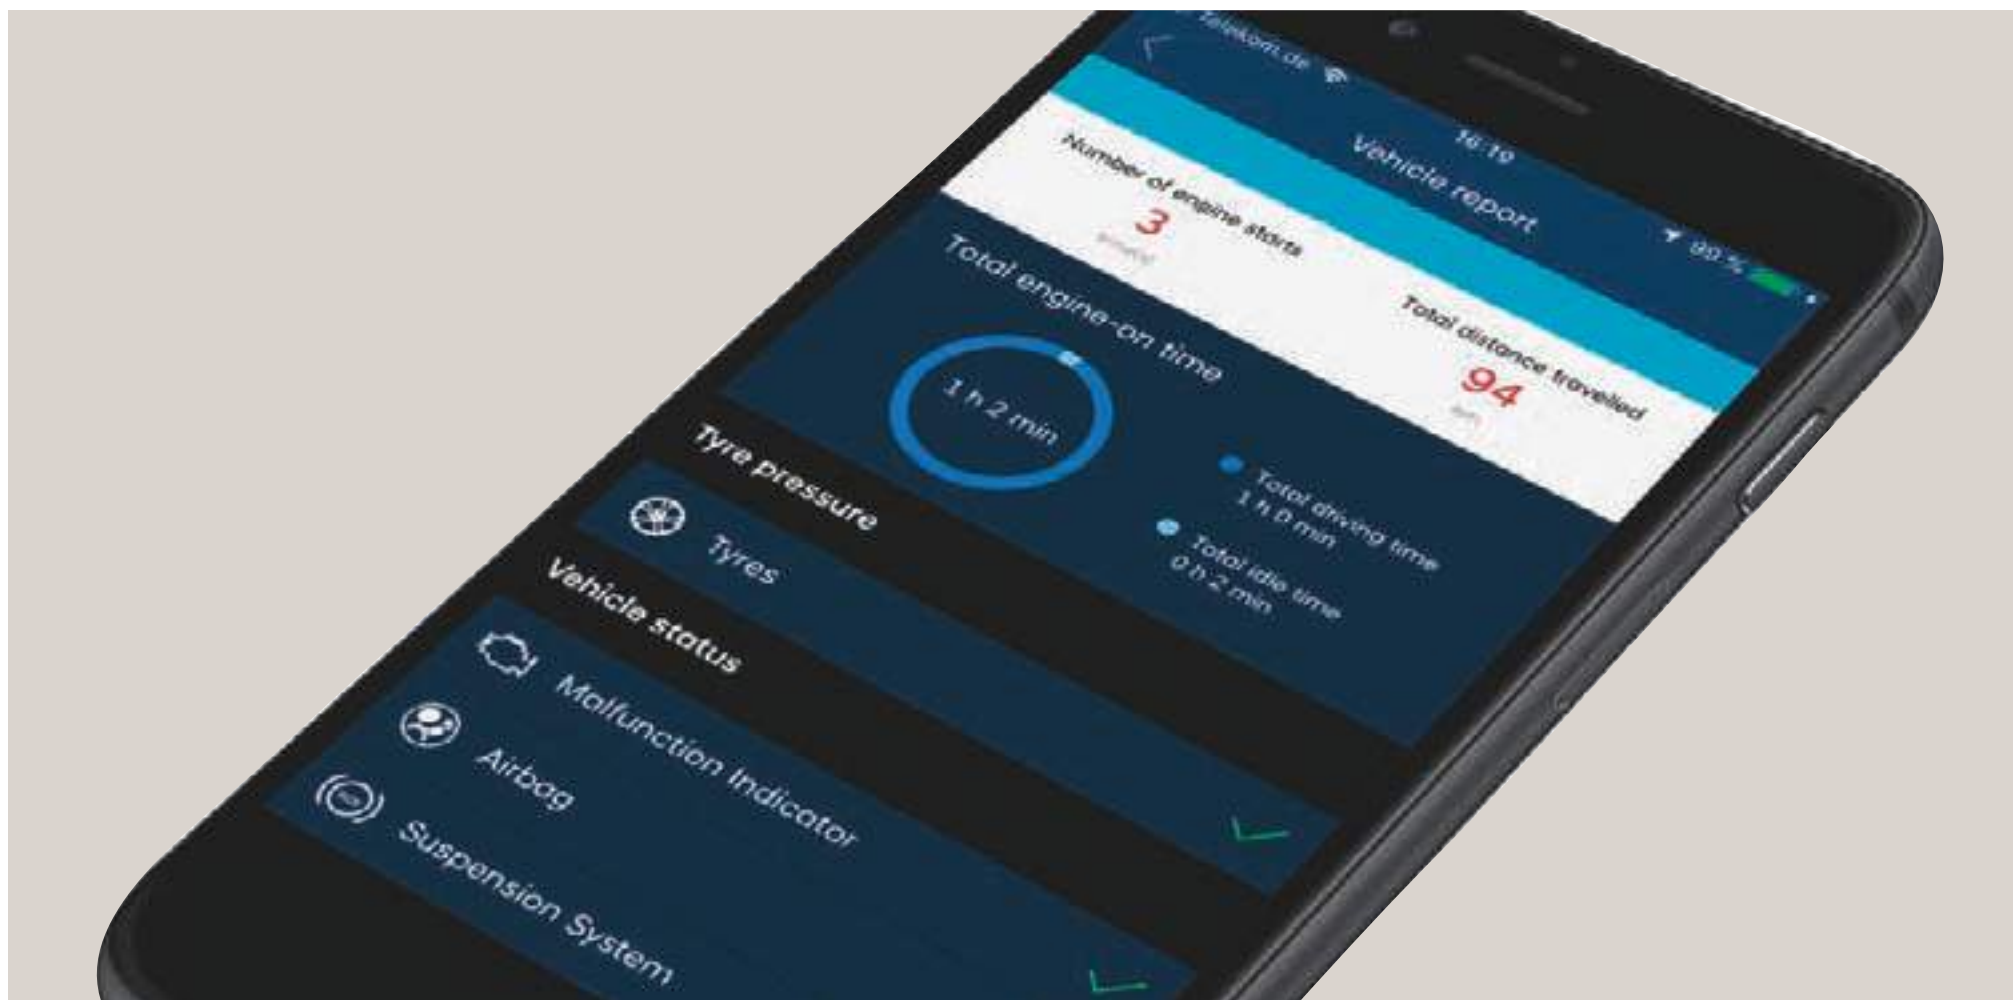 Telekom.de
16:19
99 %
Vehicle report
Number of engine starts
3
Total distance travelled
94
km
Total engine-on time
1 h 2 min
Total driving time
1 h 0 min
Total idle time
0 h 2 min
Tyre pressure
Tyres
Vehicle status
Malfunction Indicator
Airbag
Suspension System